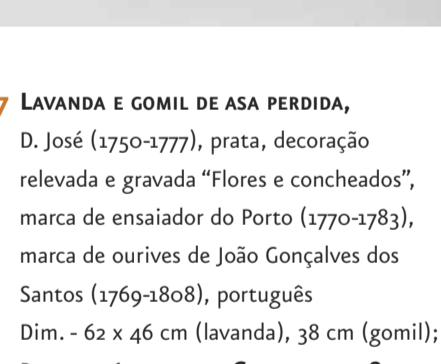 7 LAVANDA E GOMIL DE ASA PERDIDA,
D. José (1750-1777), prata, decoração
relevada e gravada “Flores e concheados”,
marca de ensaiador do Porto (1770-1783),
marca de ourives de João Gonçalves dos
Santos (1769-1808), português
Dim. - 62 x 46 cm (lavanda), 38 cm (gomil);